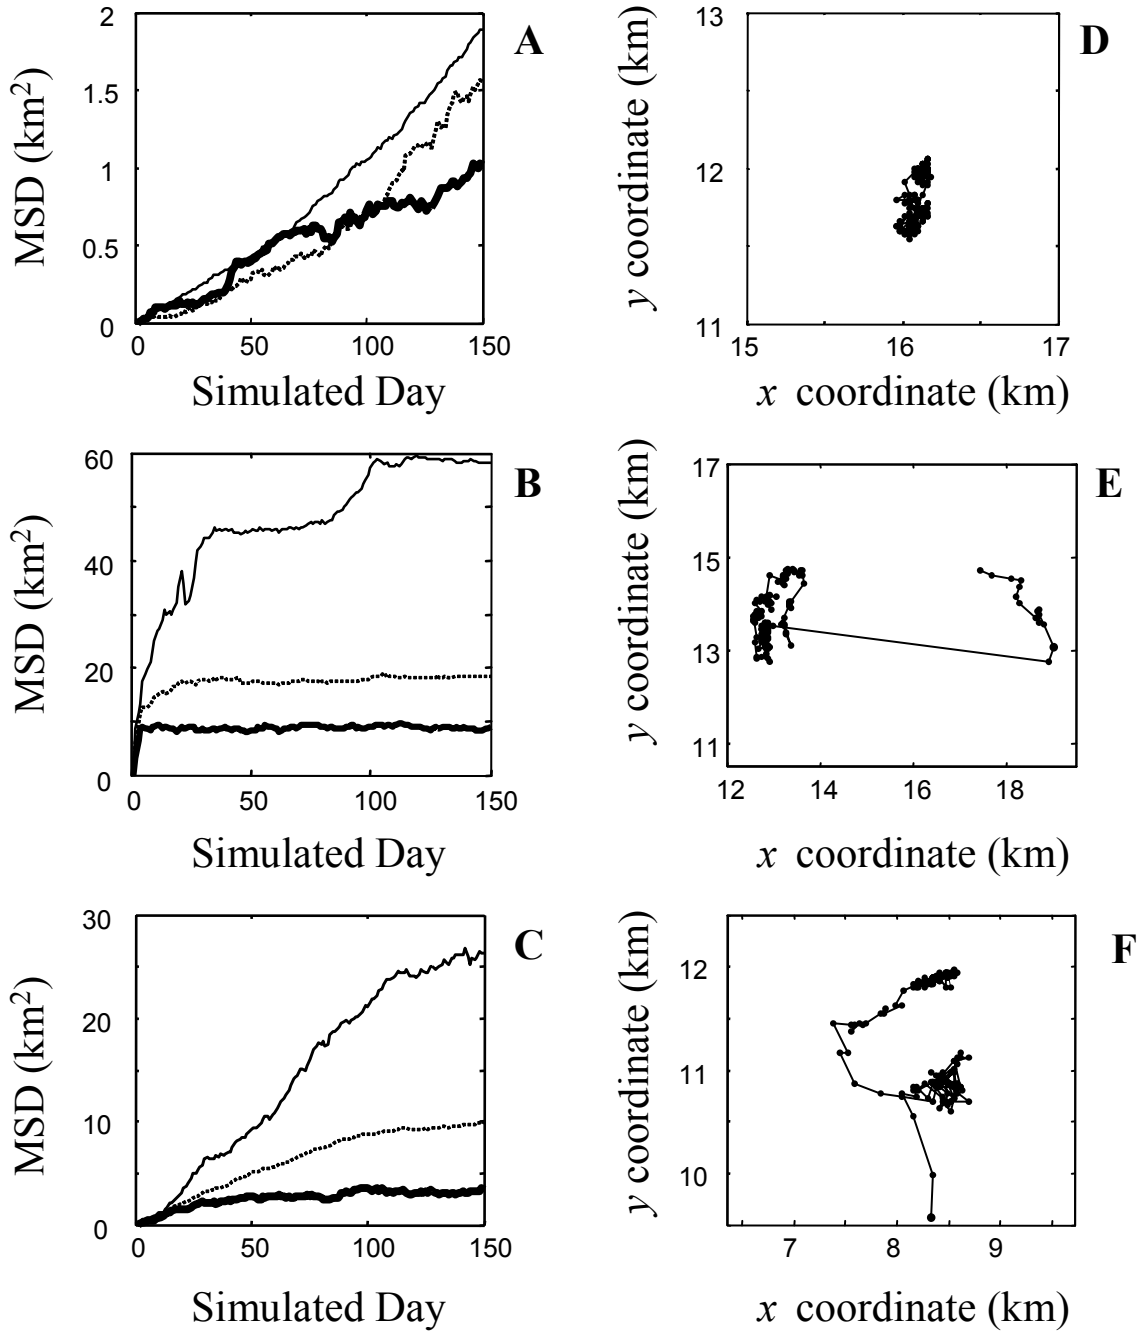 A
MSD (km²)
2
1.5
1
0.5
0
0 50 100 150
Simulated Day
D
y coordinate (km)
13
12
11
15 16 17
x coordinate (km)
B
MSD (km²)
60
40
20
0
0 50 100 150
Simulated Day
E
y coordinate (km)
17
15
13
11
12 14 16 18
x coordinate (km)
C
MSD (km²)
30
20
10
0
0 50 100 150
Simulated Day
F
y coordinate (km)
12
11
10
7 8 9
x coordinate (km)